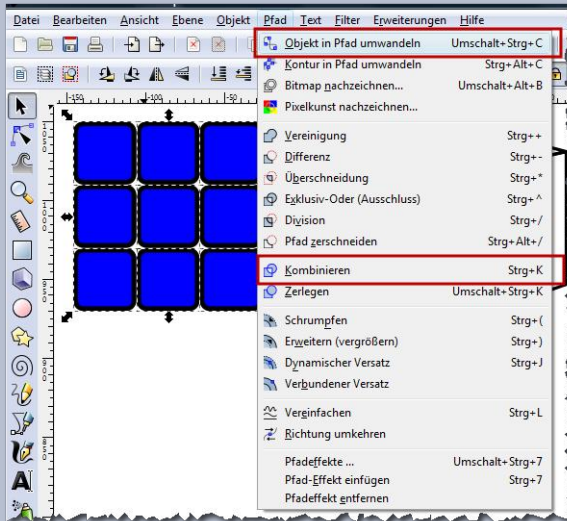 Datei Bearbeiten Ansicht Ebene Objekt Pfad Text Filter Erweiterungen Hilfe
Objekt in Pfad umwandeln Umschalt+Strg+C
Kontur in Pfad umwandeln Strg+Alt+C
Bitmap nachzeichnen... Umschalt+Alt+B
Pixelkunst nachzeichnen...
-150 -100 -50
Vereinigung Strg++
Differenz Strg+-
Überschneidung Strg+*
Exklusiv-Oder (Ausschluss) Strg+^
Division Strg+/
Pfad zerschneiden Strg+Alt+/
Kombinieren Strg+K
Zerlegen Umschalt+Strg+K
Schrumpfen Strg+(
Erweitern (vergrößern) Strg+)
Dynamischer Versatz Strg+J
Verbundener Versatz
Vereinfachen Strg+L
Richtung umkehren
Pfadeffekte ... Umschalt+Strg+7
Pfad-Effekt einfügen Strg+7
Pfadeffekt entfernen